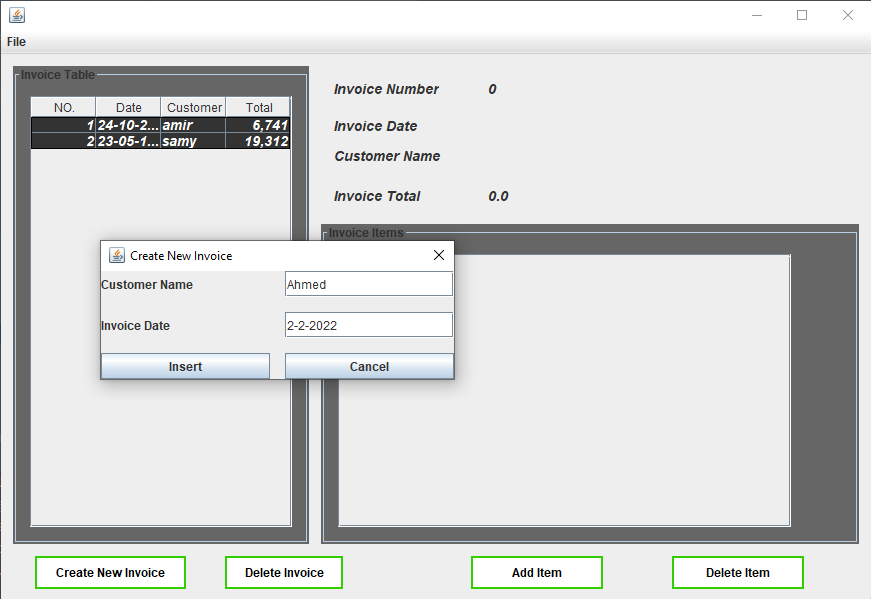 File
Invoice Table
NO. Date Customer Total
1 24-10-2... amir 6,741
2 23-05-1... samy 19,312
Invoice Number 0
Invoice Date
Customer Name
Invoice Total 0.0
Invoice Items
Create New Invoice
Customer Name Ahmed
Invoice Date 2-2-2022
Insert Cancel
Create New Invoice Delete Invoice Add Item Delete Item